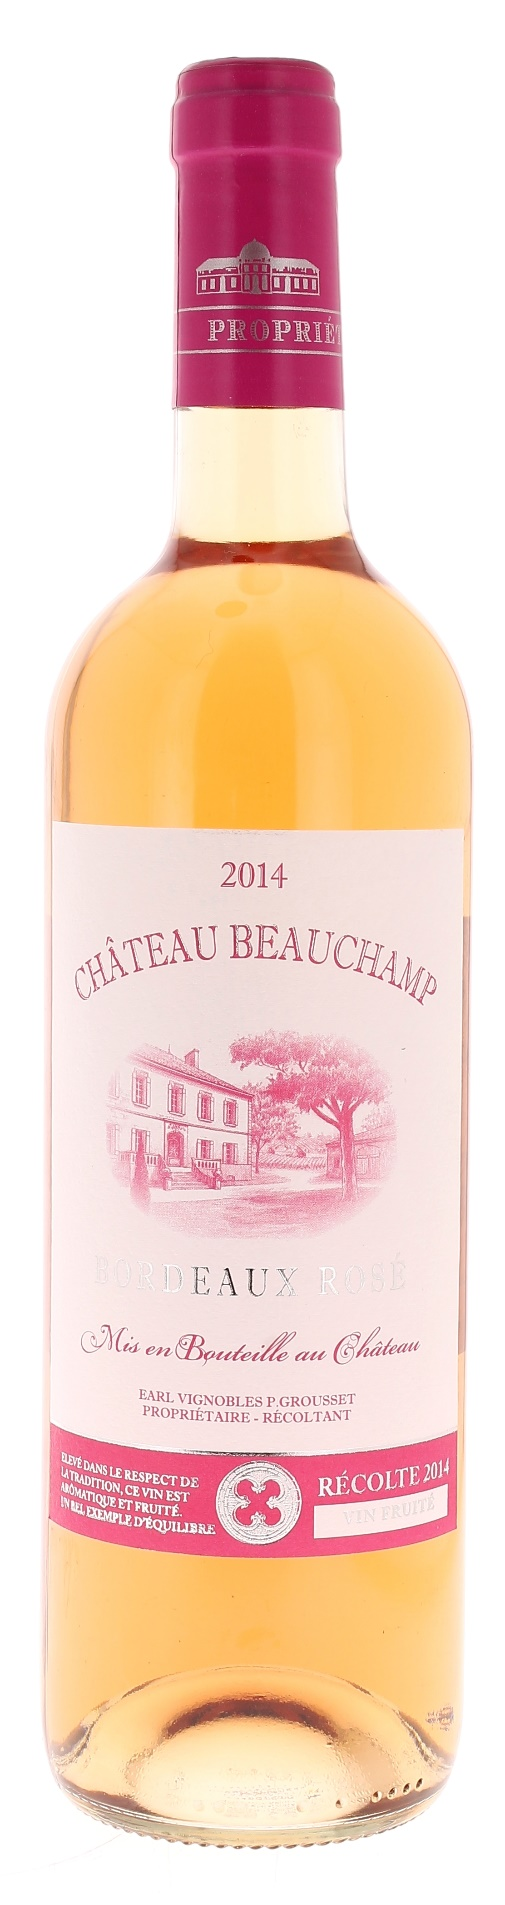 PROPRIÉT
2014
CHÂTEAU BEAUCHAMP
BORDEAUX ROSÉ
Mis en Bouteille au Château
EARL VIGNOBLES P.GROUSSET
PROPRIÉTAIRE - RÉCOLTANT
ELEVÉ DANS LE RESPECT DE
LA TRADITION, CE VIN EST
AROMATIQUE ET FRUITÉ.
UN BEL EXEMPLE D'ÉQUILIBRE
RÉCOLTE 2014
VIN FRUITÉ